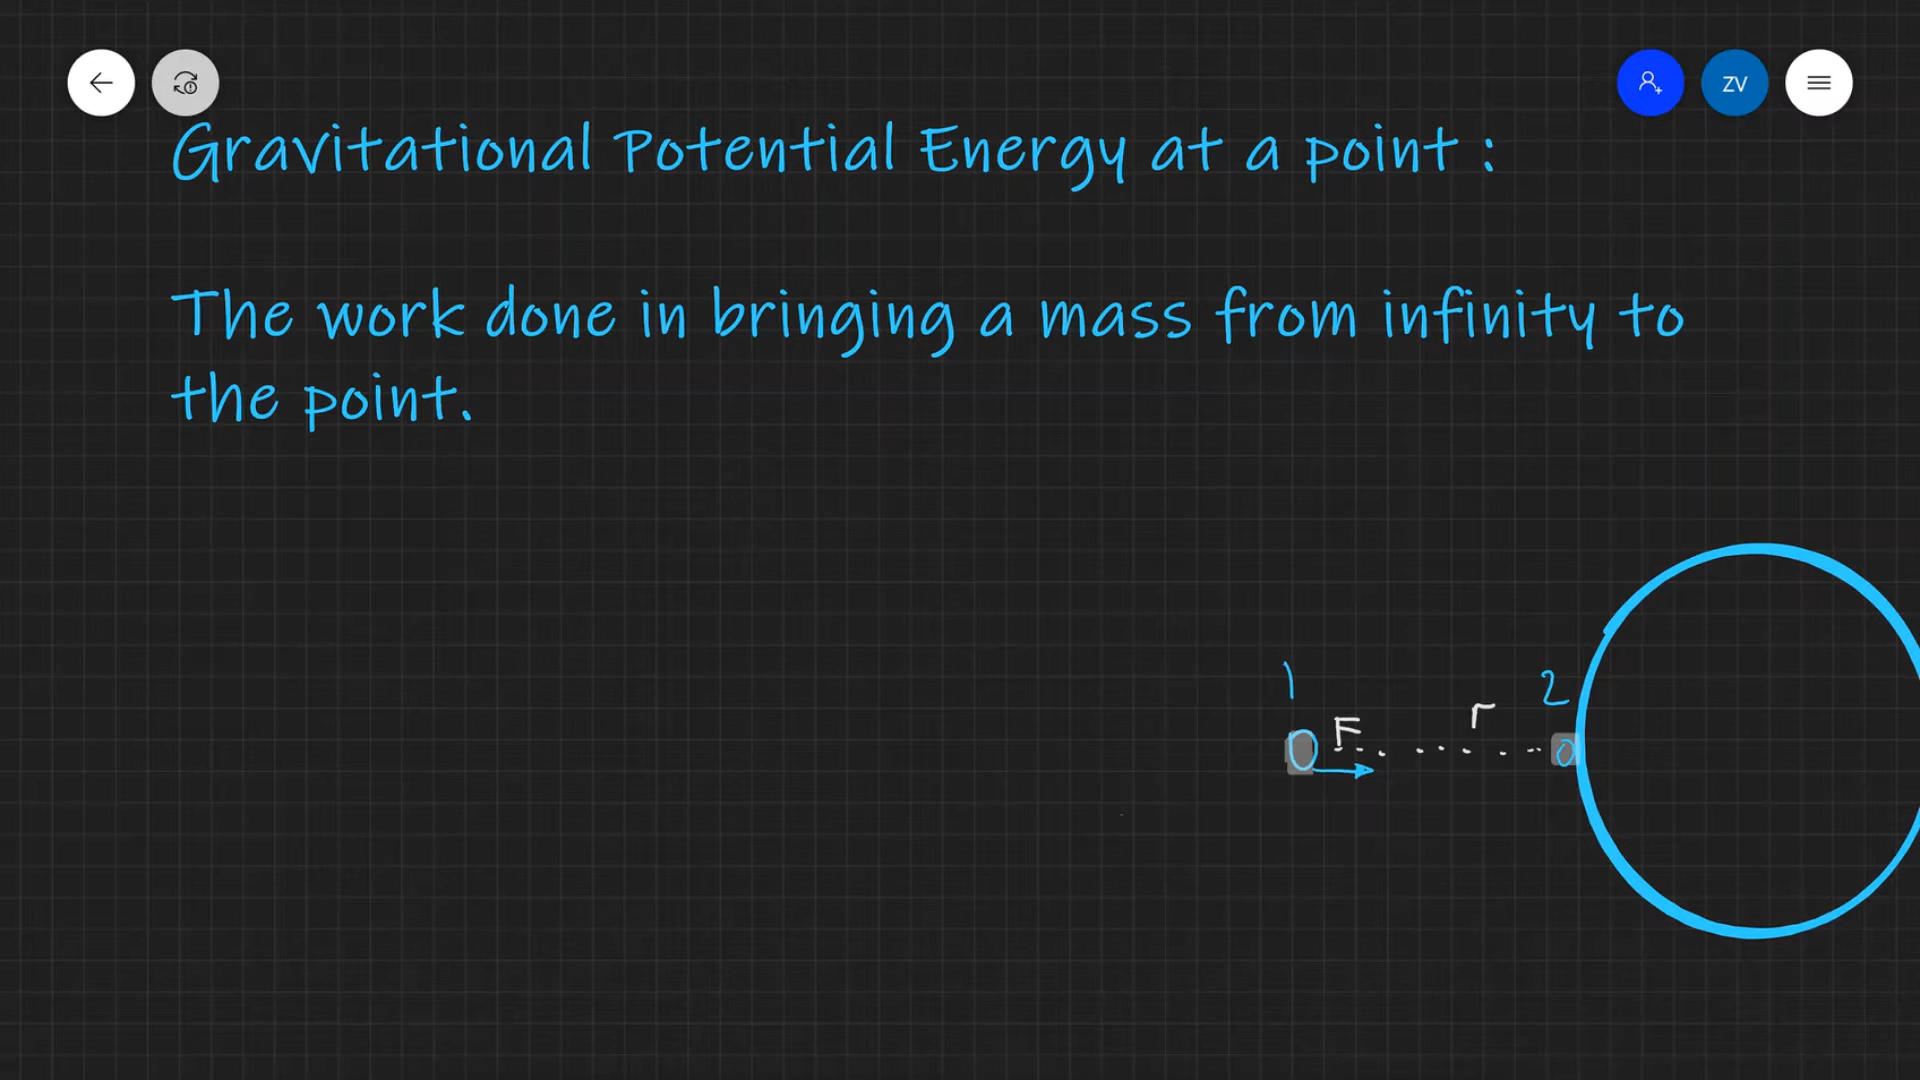 ZV
Gravitational Potential Energy at a point :
The work done in bringing a mass from infinity to
the point.
1
2
F
r